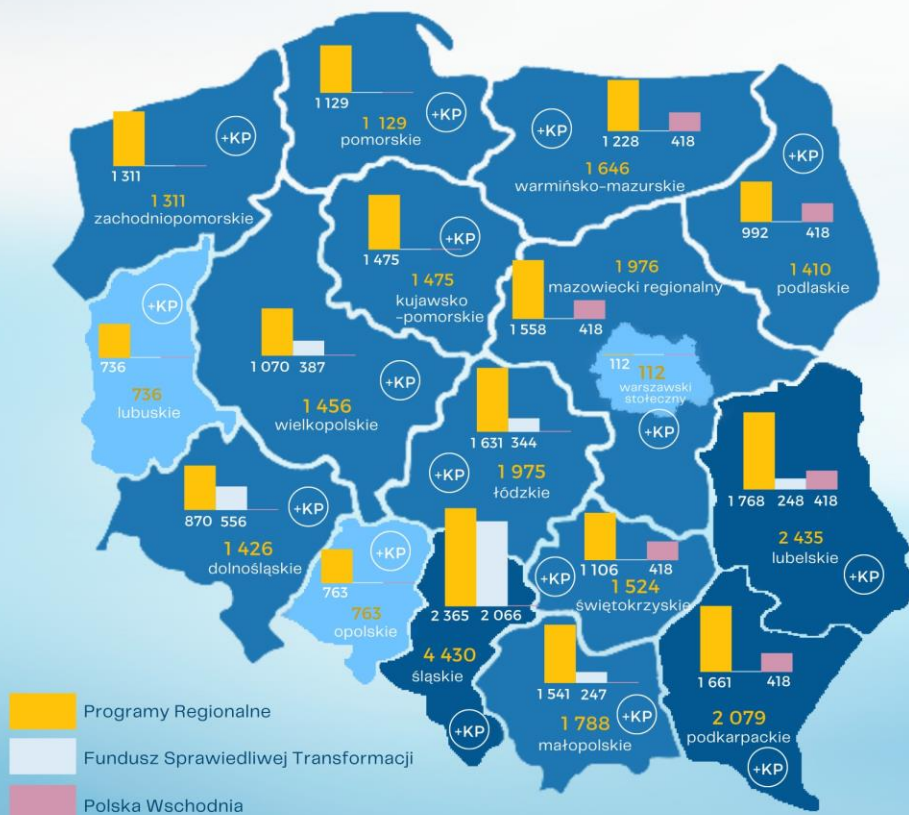 1 129
1 129
pomorskie
+KP
1 311
1 311
zachodniopomorskie
+KP
1 228 418
1 646
warmińsko-mazurskie
+KP
992 418
1 410
podlaskie
+KP
1 475
1 475
kujawsko
-pomorskie
+KP
1 558 418
1 976
mazowiecki regionalny
112
112
warszawski
stołeczny
+KP
736
736
lubuskie
+KP
1 070 387
1 456
wielkopolskie
+KP
1 631 344
1 975
łódzkie
+KP
1 768 248 418
2 435
lubelskie
+KP
870 556
1 426
dolnośląskie
+KP
763
763
opolskie
+KP
2 365 2 066
4 430
śląskie
+KP
1 106 418
1 524
świętokrzyskie
+KP
1 541 247
1 788
małopolskie
+KP
1 661 418
2 079
podkarpackie
+KP
Programy Regionalne
Fundusz Sprawiedliwej Transformacji
Polska Wschodnia